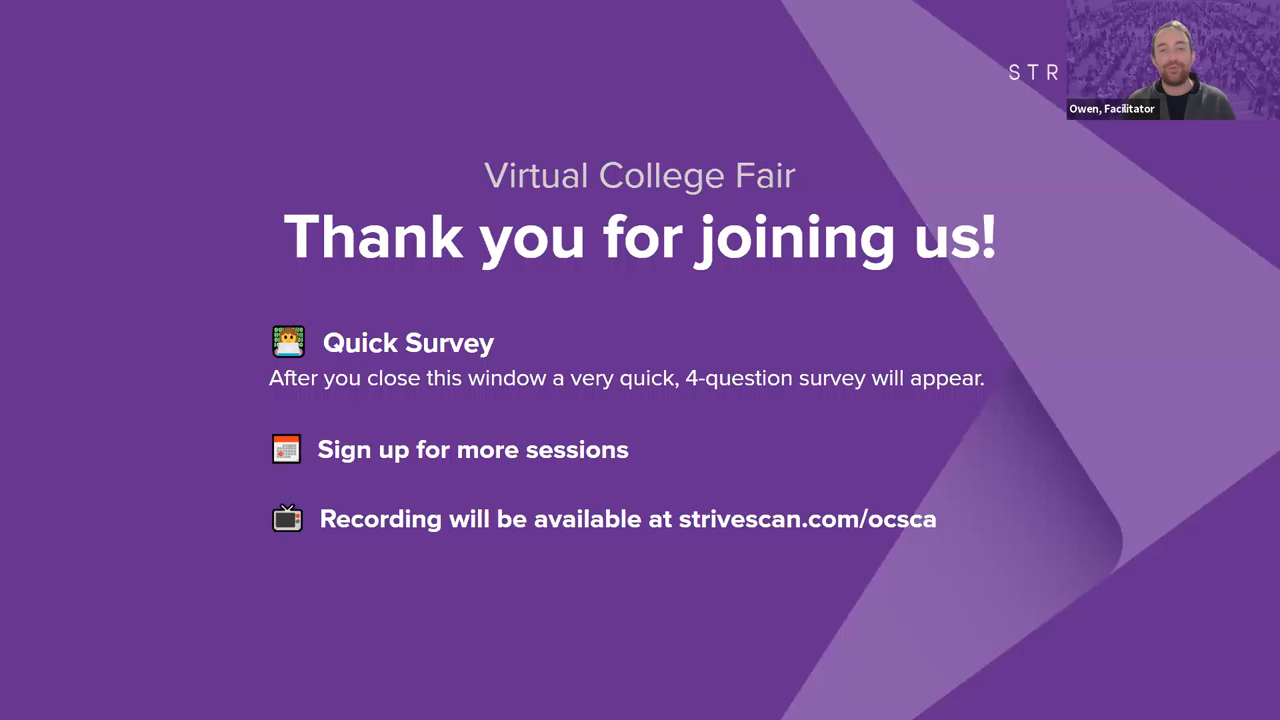 STR
Owen, Facilitator
Virtual College Fair
Thank you for joining us!
Quick Survey
After you close this window a very quick, 4-question survey will appear.
Sign up for more sessions
Recording will be available at strivescan.com/ocsca